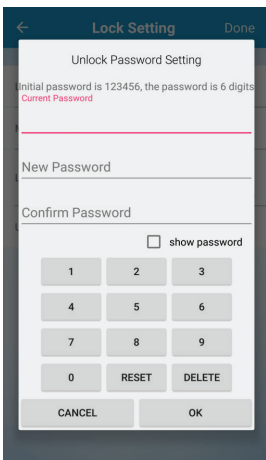 Lock Setting Done
Unlock Password Setting
Initial password is 123456, the password is 6 digits
Current Password
New Password
Confirm Password
show password
1 2 3
4 5 6
7 8 9
0 RESET DELETE
CANCEL OK